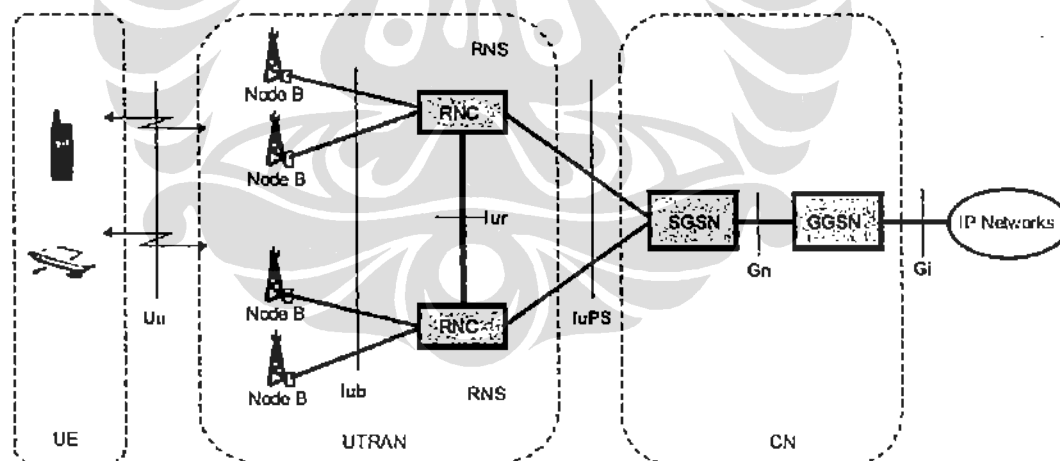 RNS
Node B
RNC
Node B
Iur
SGSN
GGSN
IP Networks
Gn
Gi
Node B
Uu
RNC
IuPS
Node B
Iub
RNS
UE
UTRAN
CN